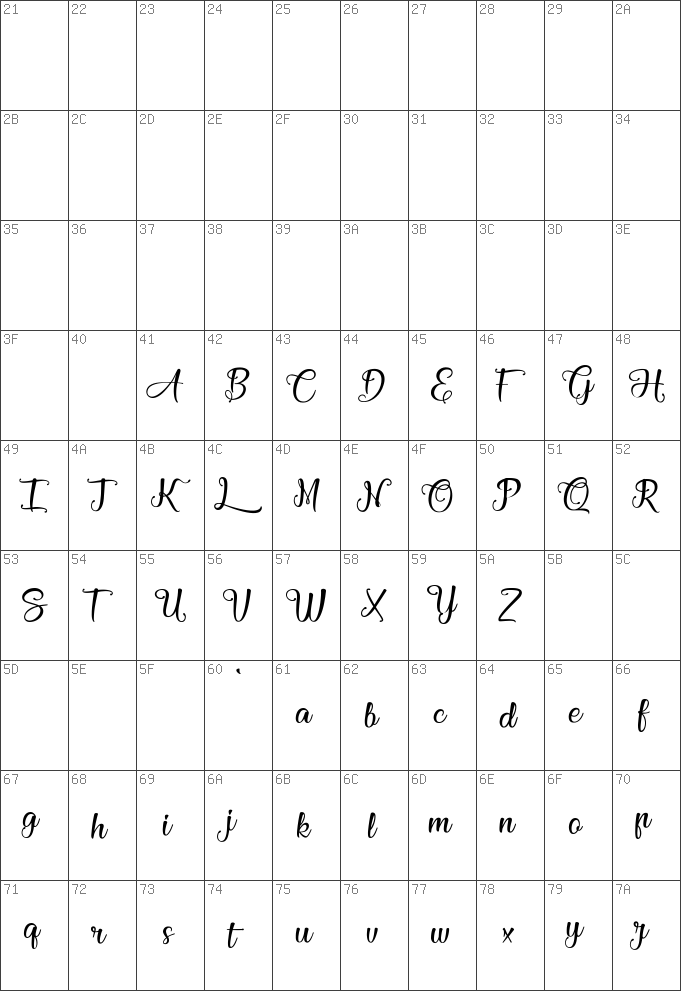 21 22 23 24 25 26 27 28 29 2A
2B 2C 2D 2E 2F 30 31 32 33 34
35 36 37 38 39 3A 3B 3C 3D 3E
3F 40 41 42 43 44 45 46 47 48
A B C D E F G H
49 4A 4B 4C 4D 4E 4F 50 51 52
I J K L M N O P Q R
53 54 55 56 57 58 59 5A 5B 5C
S T U V W X Y Z
5D 5E 5F 60 ` 61 62 63 64 65 66
a b c d e f
67 68 69 6A 6B 6C 6D 6E 6F 70
g h i j k l m n o p
71 72 73 74 75 76 77 78 79 7A
q r s t u v w x y z